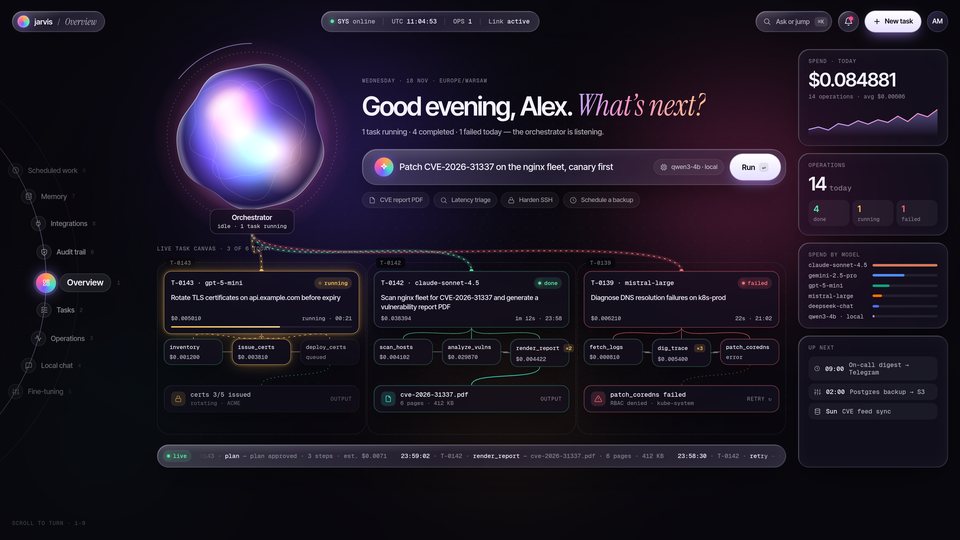 jarvis / Overview
SYS online | UTC 11:04:53 | OPS 1 | Link active
Ask or jump ⌘K
+ New task
AM
WEDNESDAY · 18 NOV · EUROPE/WARSAW
Good evening, Alex. What's next?
1 task running · 4 completed · 1 failed today — the orchestrator is listening.
Patch CVE-2026-31337 on the nginx fleet, canary first
qwen3-4b · local
Run
CVE report PDF
Latency triage
Harden SSH
Schedule a backup
Orchestrator
idle · 1 task running
Scheduled work
Memory
Integrations
Audit trail
Overview 1
Tasks 2
Operations
Local chat
Fine-tuning
SCROLL TO TURN · 1-9
LIVE TASK CANVAS · 3 OF 6
T-0143
T-0143 · gpt-5-mini
running
Rotate TLS certificates on api.example.com before expiry
$0.005010
running · 00:21
inventory
$0.001200
issue_certs
$0.003810
deploy_certs
queued
certs 3/5 issued
rotating · ACME
OUTPUT
T-0142
T-0142 · claude-sonnet-4.5
done
Scan nginx fleet for CVE-2026-31337 and generate a
vulnerability report PDF
$0.038394
1m 12s · 23:58
scan_hosts
$0.004102
analyze_vulns
$0.029870
render_report +2
$0.004422
cve-2026-31337.pdf
6 pages · 412 KB
OUTPUT
T-0139
T-0139 · mistral-large
failed
Diagnose DNS resolution failures on k8s-prod
$0.006210
22s · 21:02
fetch_logs
$0.000810
dig_trace +3
$0.005400
patch_coredns
error
patch_coredns failed
RBAC denied · kube-system
RETRY ↻
live
143 · plan — plan approved · 3 steps · est. $0.0071
23:59:02 · T-0142 · render_report — cve-2026-31337.pdf · 6 pages · 412 KB
23:58:30 · T-0142 · retry
SPEND · TODAY
$0.084881
14 operations · avg $0.00606
OPERATIONS
14 today
4
done
1
running
1
failed
SPEND BY MODEL
claude-sonnet-4.5
gemini-2.5-pro
gpt-5-mini
mistral-large
deepseek-chat
qwen3-4b · local
UP NEXT
09:00 On-call digest →
Telegram
02:00 Postgres backup → S3
Sun CVE feed sync